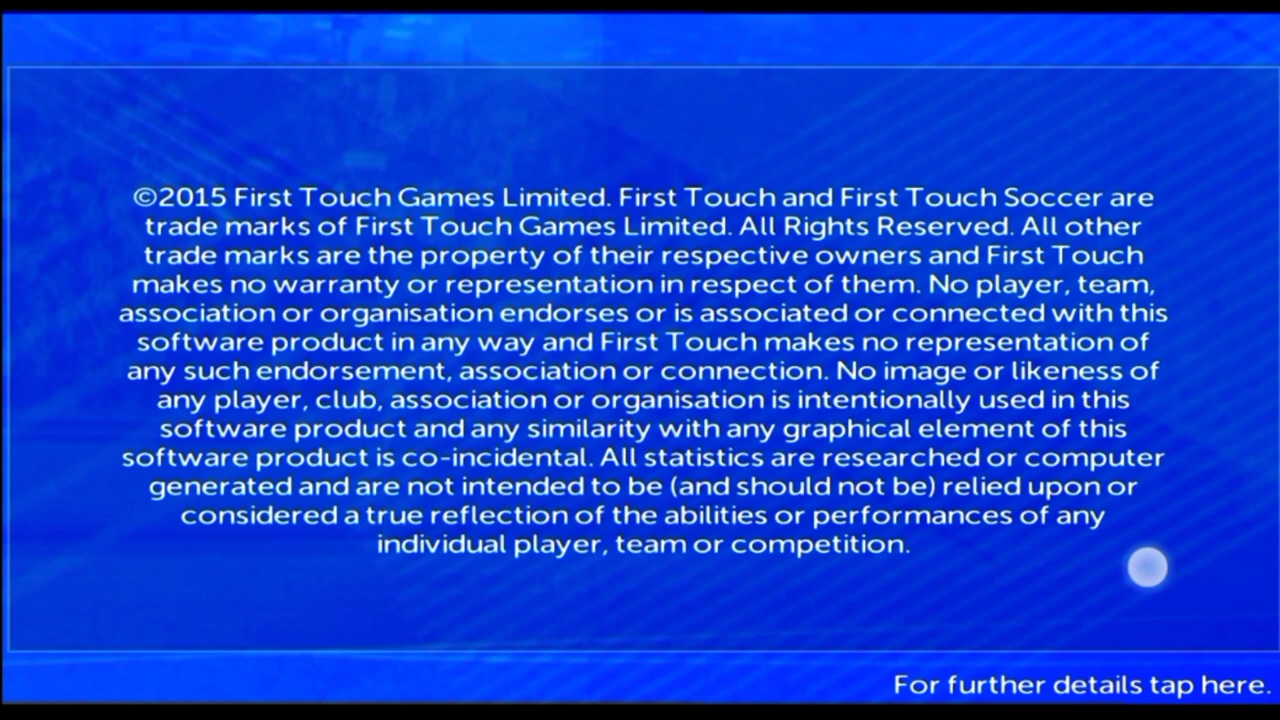 ©2015 First Touch Games Limited. First Touch and First Touch Soccer are
trade marks of First Touch Games Limited. All Rights Reserved. All other
trade marks are the property of their respective owners and First Touch
makes no warranty or representation in respect of them. No player, team,
association or organisation endorses or is associated or connected with this
software product in any way and First Touch makes no representation of
any such endorsement, association or connection. No image or likeness of
any player, club, association or organisation is intentionally used in this
software product and any similarity with any graphical element of this
software product is co-incidental. All statistics are researched or computer
generated and are not intended to be (and should not be) relied upon or
considered a true reflection of the abilities or performances of any
individual player, team or competition.
For further details tap here.